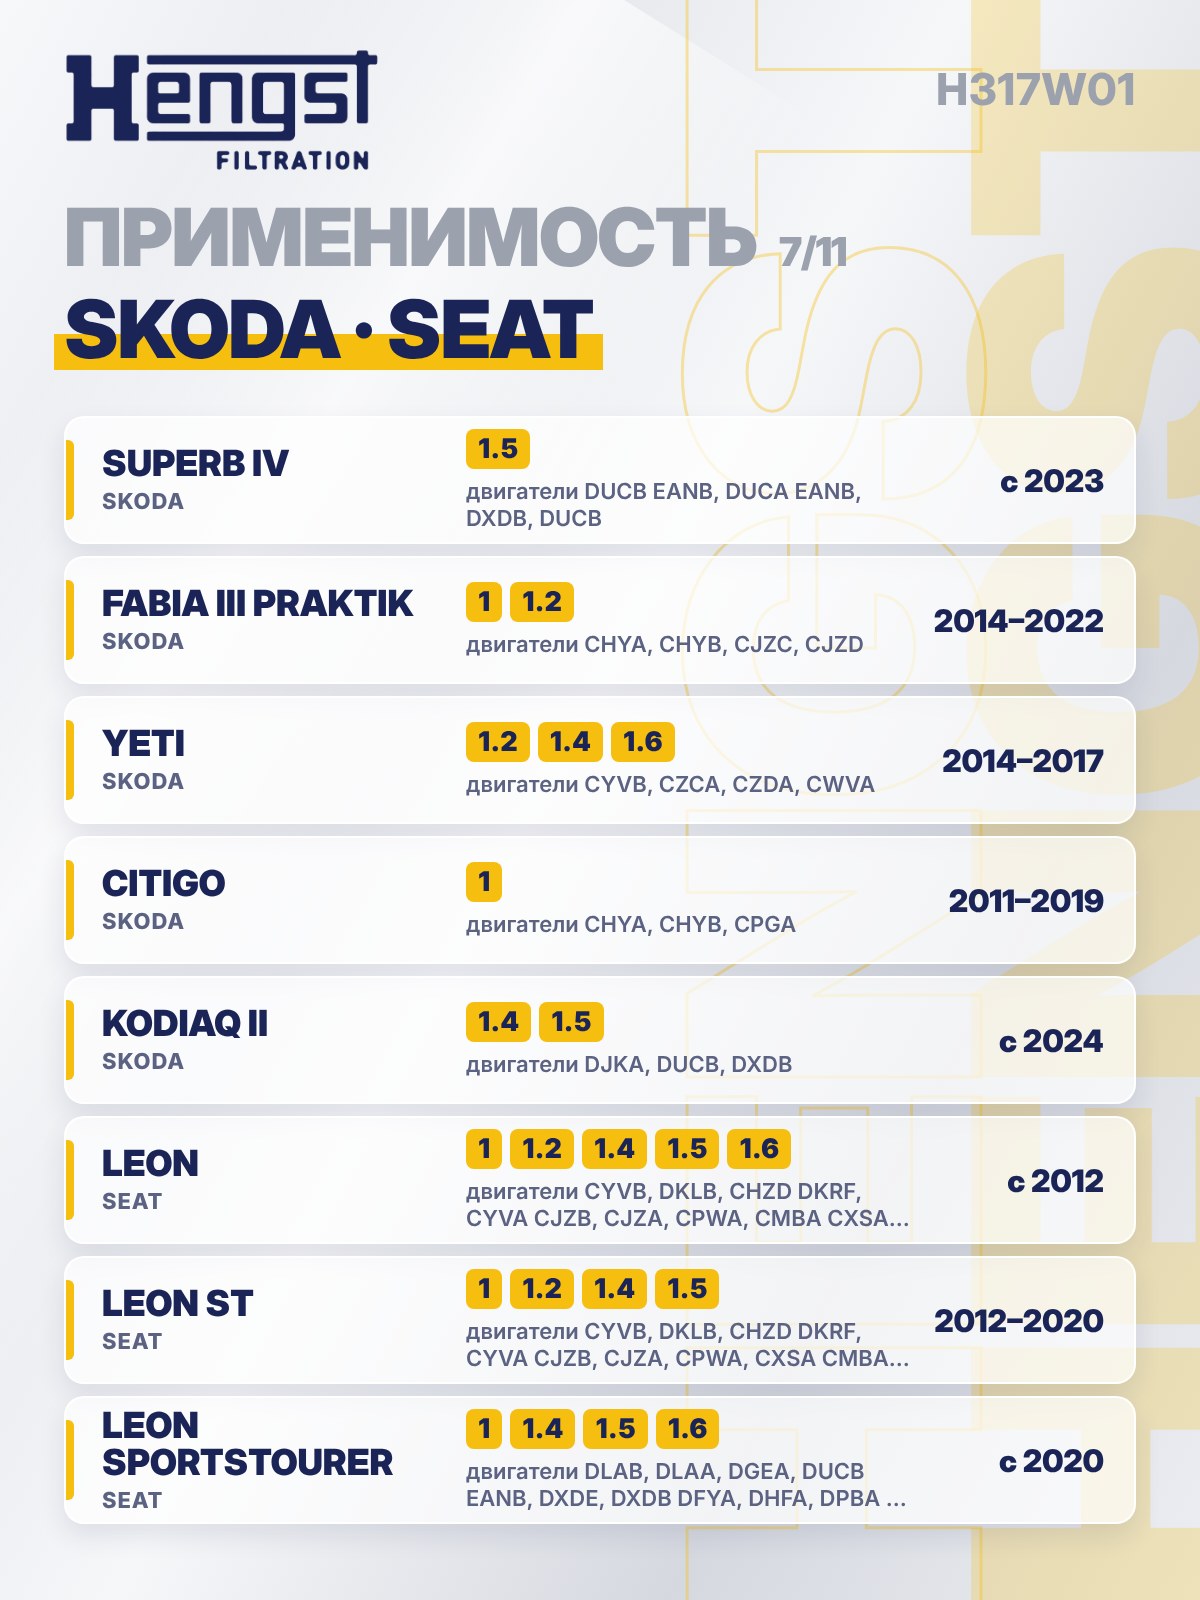 Hengst
FILTRATION
H317W01
ПРИМЕНИМОСТЬ 7/11
SKODA · SEAT
SUPERB IV
SKODA
1.5
двигатели DUCB EANB, DUCA EANB,
DXDB, DUCB
с 2023
FABIA III PRAKTIK
SKODA
1 1.2
двигатели CHYA, CHYB, CJZC, CJZD
2014–2022
YETI
SKODA
1.2 1.4 1.6
двигатели CYVB, CZCA, CZDA, CWVA
2014–2017
CITIGO
SKODA
1
двигатели CHYA, CHYB, CPGA
2011–2019
KODIAQ II
SKODA
1.4 1.5
двигатели DJKA, DUCB, DXDB
с 2024
LEON
SEAT
1 1.2 1.4 1.5 1.6
двигатели CYVB, DKLB, CHZD DKRF,
CYVA CJZB, CJZA, CPWA, CMBA CXSA...
с 2012
LEON ST
SEAT
1 1.2 1.4 1.5
двигатели CYVB, DKLB, CHZD DKRF,
CYVA CJZB, CJZA, CPWA, CXSA CMBA...
2012–2020
LEON
SPORTSTOURER
SEAT
1 1.4 1.5 1.6
двигатели DLAB, DLAA, DGEA, DUCB
EANB, DXDE, DXDB DFYA, DHFA, DPBA ...
с 2020
HENGST
HENGST